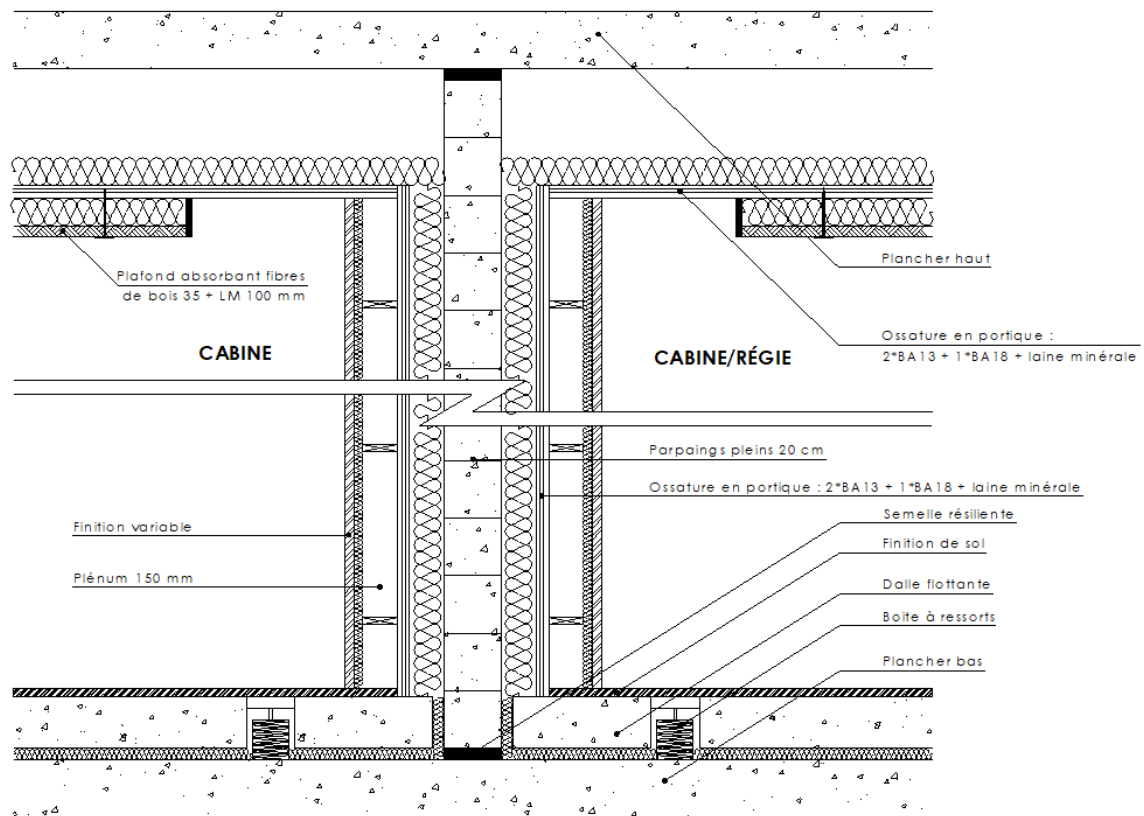 Plancher haut
Plafond absorbant fibres
de bois 35 + LM 100 mm
Ossature en portique :
2*BA13 + 1*BA18 + laine minérale
CABINE
CABINE/RÉGIE
Parpaings pleins 20 cm
Ossature en portique : 2*BA13 + 1*BA18 + laine minérale
Semelle résiliente
Finition variable
Finition de sol
Plénum 150 mm
Dalle flottante
Boite à ressorts
Plancher bas